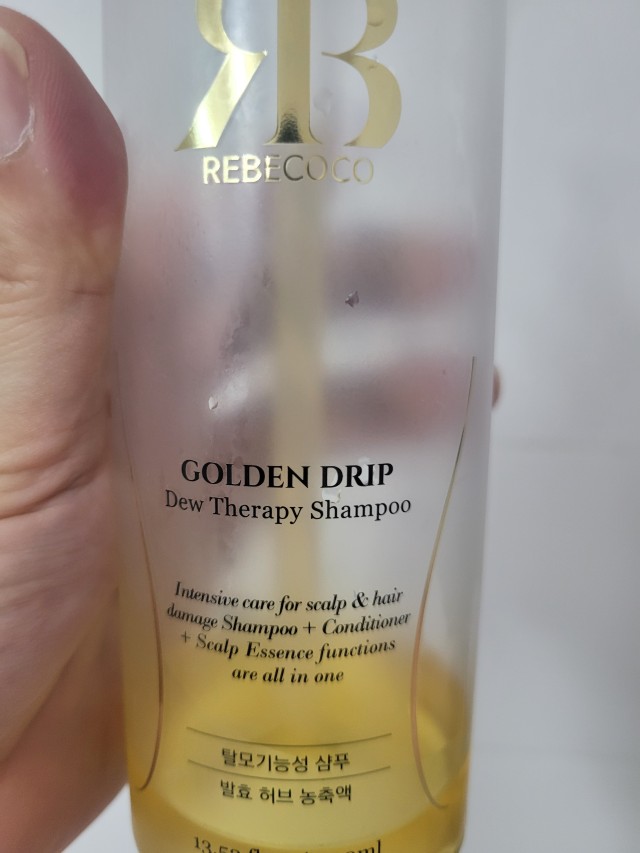 RB
REBECOCO
GOLDEN DRIP
Dew Therapy Shampoo
Intensive care for scalp & hair
damage Shampoo + Conditioner
+ Scalp Essence functions
are all in one
탈모기능성 샴푸
발효 허브 농축액